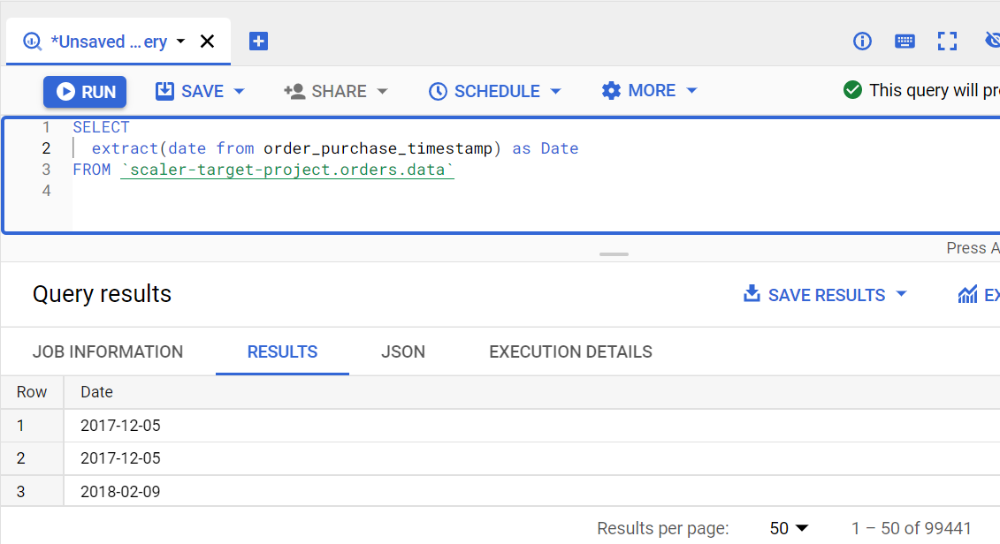 *Unsaved ...ery
RUN SAVE SHARE SCHEDULE MORE This query will pr
1 SELECT
2 extract(date from order_purchase_timestamp) as Date
3 FROM `scaler-target-project.orders.data`
4
Press A
Query results SAVE RESULTS EX
JOB INFORMATION RESULTS JSON EXECUTION DETAILS
Row Date
1 2017-12-05
2 2017-12-05
3 2018-02-09
Results per page: 50 1 – 50 of 99441